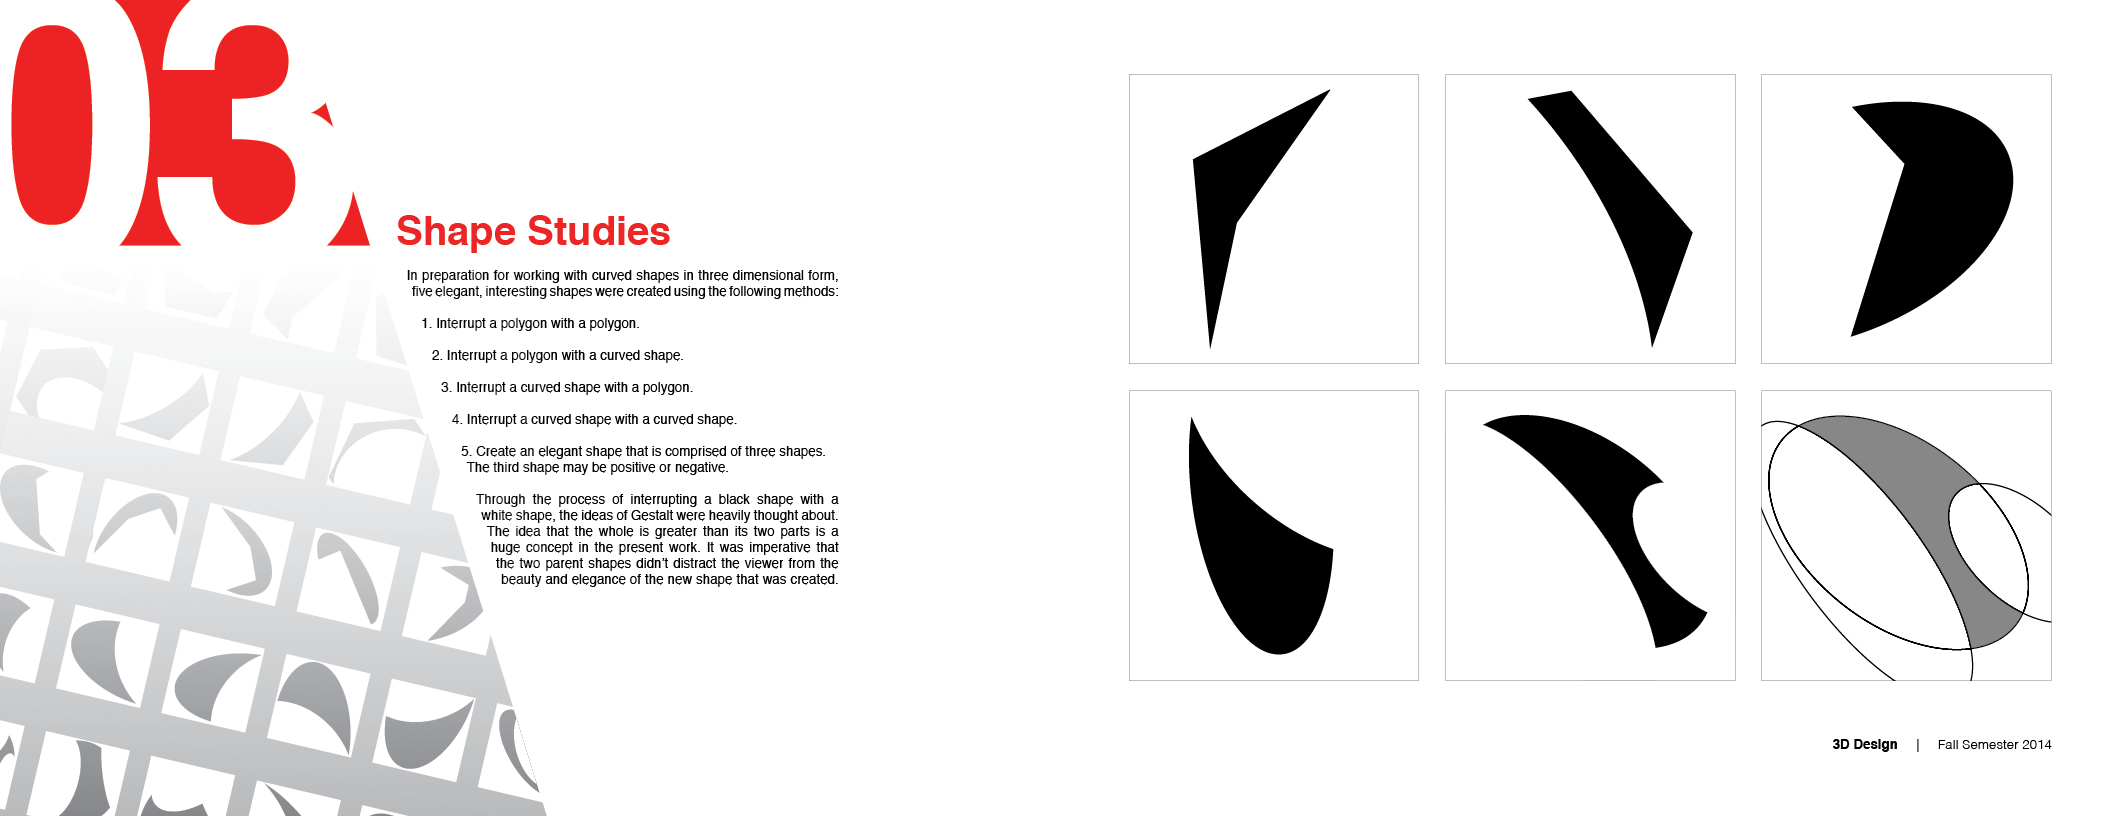 03
Shape Studies
In preparation for working with curved shapes in three dimensional form,
five elegant, interesting shapes were created using the following methods:
1. Interrupt a polygon with a polygon.
2. Interrupt a polygon with a curved shape.
3. Interrupt a curved shape with a polygon.
4. Interrupt a curved shape with a curved shape.
5. Create an elegant shape that is comprised of three shapes.
The third shape may be positive or negative.
Through the process of interrupting a black shape with a
white shape, the ideas of Gestalt were heavily thought about.
The idea that the whole is greater than its two parts is a
huge concept in the present work. It was imperative that
the two parent shapes didn't distract the viewer from the
beauty and elegance of the new shape that was created.
3D Design | Fall Semester 2014